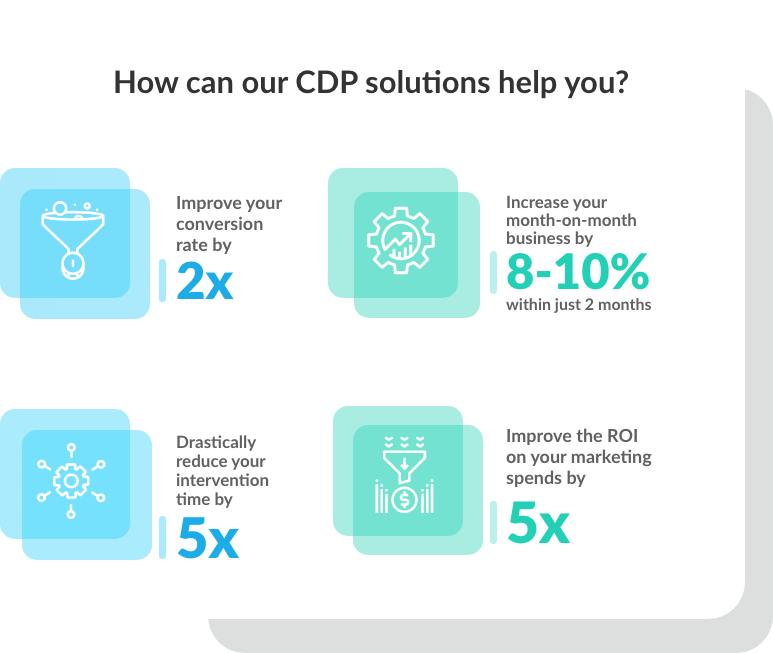 How can our CDP solutions help you?
Improve your
conversion
rate by
2x
Increase your
month-on-month
business by
8-10%
within just 2 months
Drastically
reduce your
intervention
time by
5x
Improve the ROI
on your marketing
spends by
5x